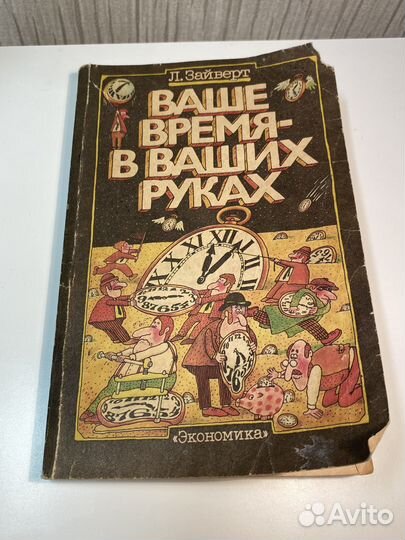 Л. Зайверт
ВАШЕ
ВРЕМЯ-
В ВАШИХ
РУКАХ
«Экономика»
Avito